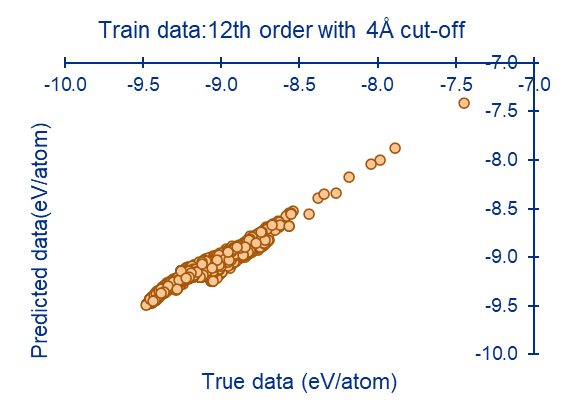 Train data:12th order with 4Å cut-off
-7.0
-10.0 -9.5 -9.0 -8.5 -8.0 -7.5 -7.0
-7.5
-8.0
-8.5
-9.0
-9.5
-10.0
Predicted data(eV/atom)
True data (eV/atom)